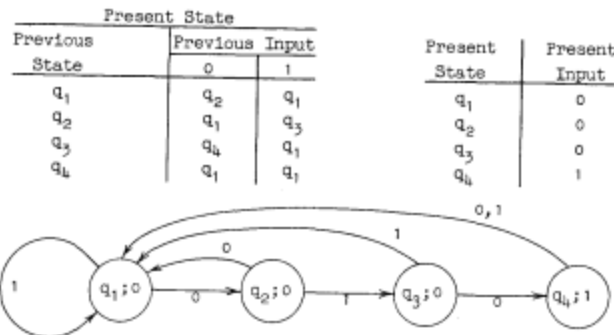 Present State
Previous State | Previous Input
0 | 1
q1 | q2 | q1
q2 | q1 | q3
q3 | q4 | q1
q4 | q1 | q1
Present State | Present Input
q1 | 0
q2 | 0
q3 | 0
q4 | 1
0,1
1
0
1
q1;0
0
q2;0
1
q3;0
0
q4;1